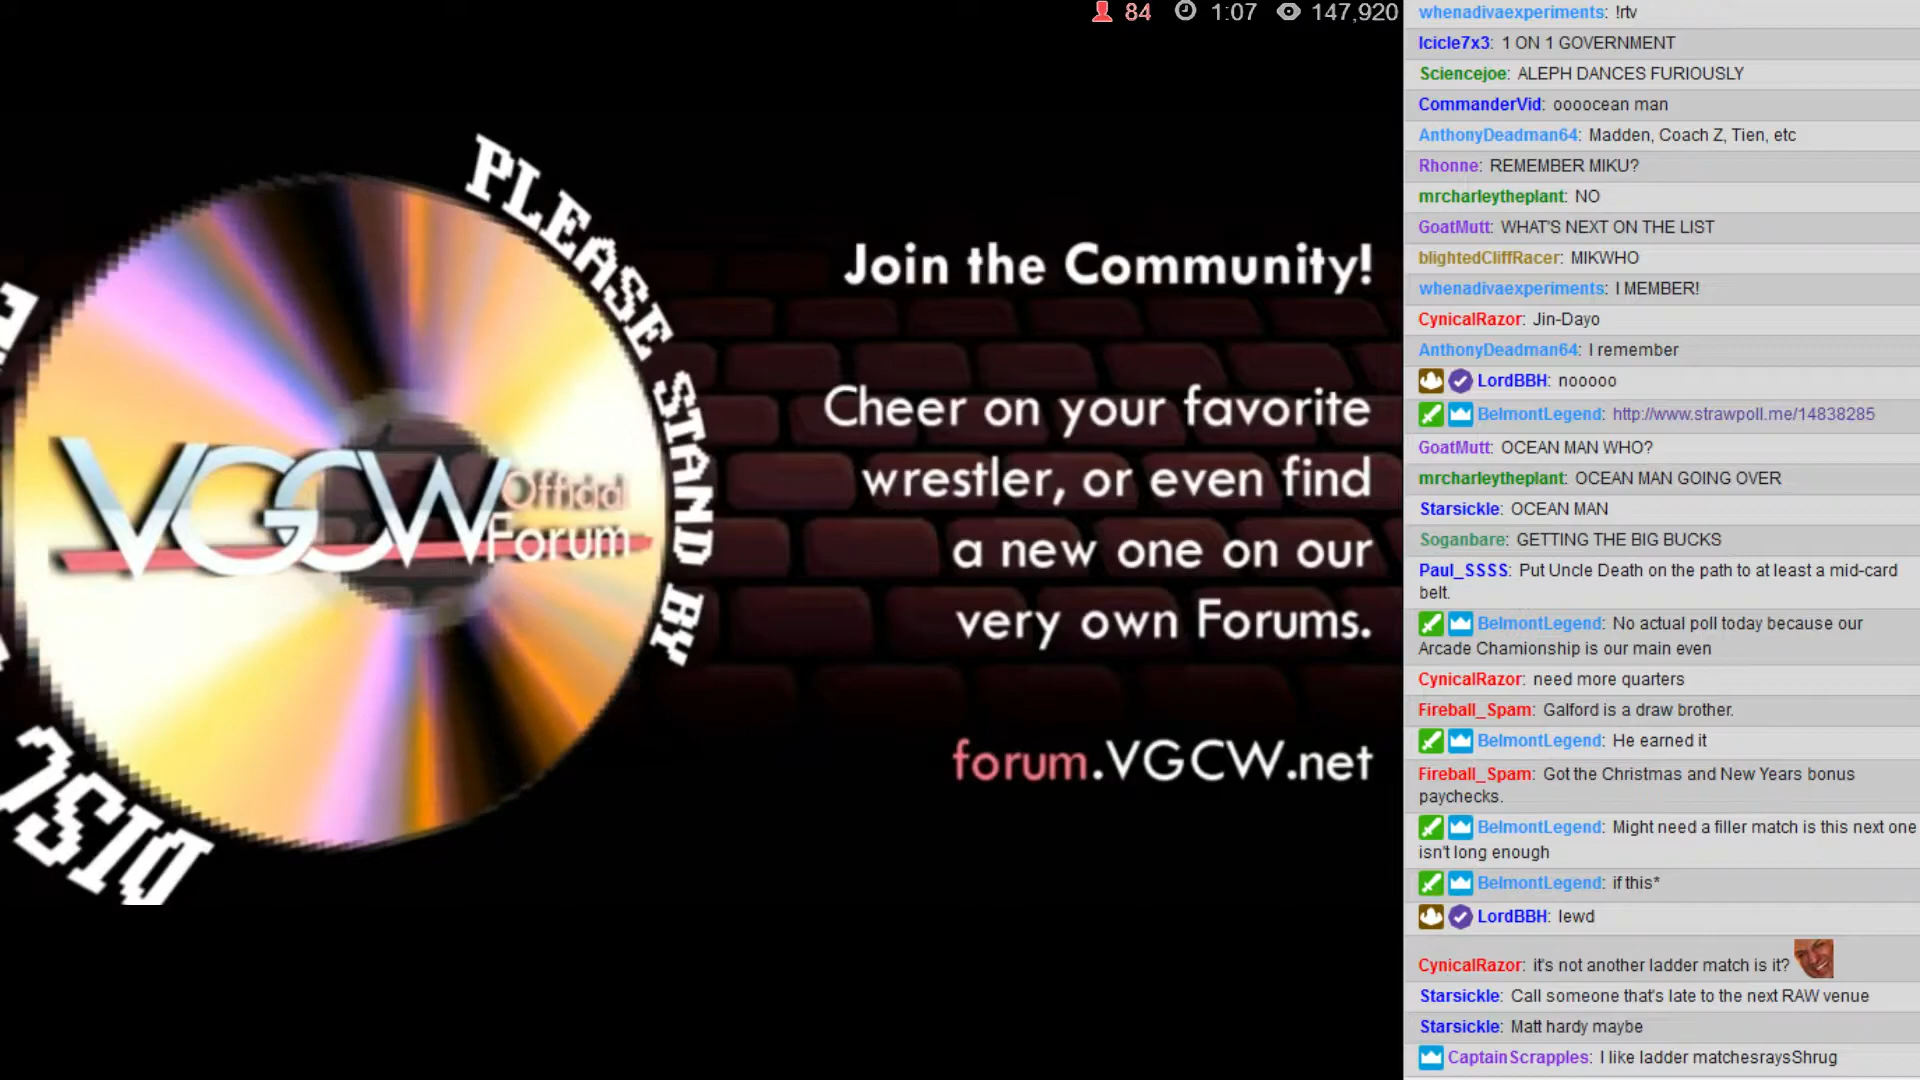 84 1:07 147,920
PLEASE STAND BY
DISC
VGCW Official
Forum
Join the Community!
Cheer on your favorite
wrestler, or even find
a new one on our
very own Forums.
forum.VGCW.net
whenadivaexperiments: !rtv
Icicle7x3: 1 ON 1 GOVERNMENT
Sciencejoe: ALEPH DANCES FURIOUSLY
CommanderVid: oooocean man
AnthonyDeadman64: Madden, Coach Z, Tien, etc
Rhonne: REMEMBER MIKU?
mrcharleytheplant: NO
GoatMutt: WHAT'S NEXT ON THE LIST
blightedCliffRacer: MIKWHO
whenadivaexperiments: I MEMBER!
CynicalRazor: Jin-Dayo
AnthonyDeadman64: I remember
LordBBH: nooooo
BelmontLegend: http://www.strawpoll.me/14838285
GoatMutt: OCEAN MAN WHO?
mrcharleytheplant: OCEAN MAN GOING OVER
Starsickle: OCEAN MAN
Soganbare: GETTING THE BIG BUCKS
Paul_SSSS: Put Uncle Death on the path to at least a mid-card
belt.
BelmontLegend: No actual poll today because our
Arcade Chamionship is our main even
CynicalRazor: need more quarters
Fireball_Spam: Galford is a draw brother.
BelmontLegend: He earned it
Fireball_Spam: Got the Christmas and New Years bonus
paychecks.
BelmontLegend: Might need a filler match is this next one
isn't long enough
BelmontLegend: if this*
LordBBH: lewd
CynicalRazor: it's not another ladder match is it?
Starsickle: Call someone that's late to the next RAW venue
Starsickle: Matt hardy maybe
CaptainScrapples: I like ladder matchesraysShrug